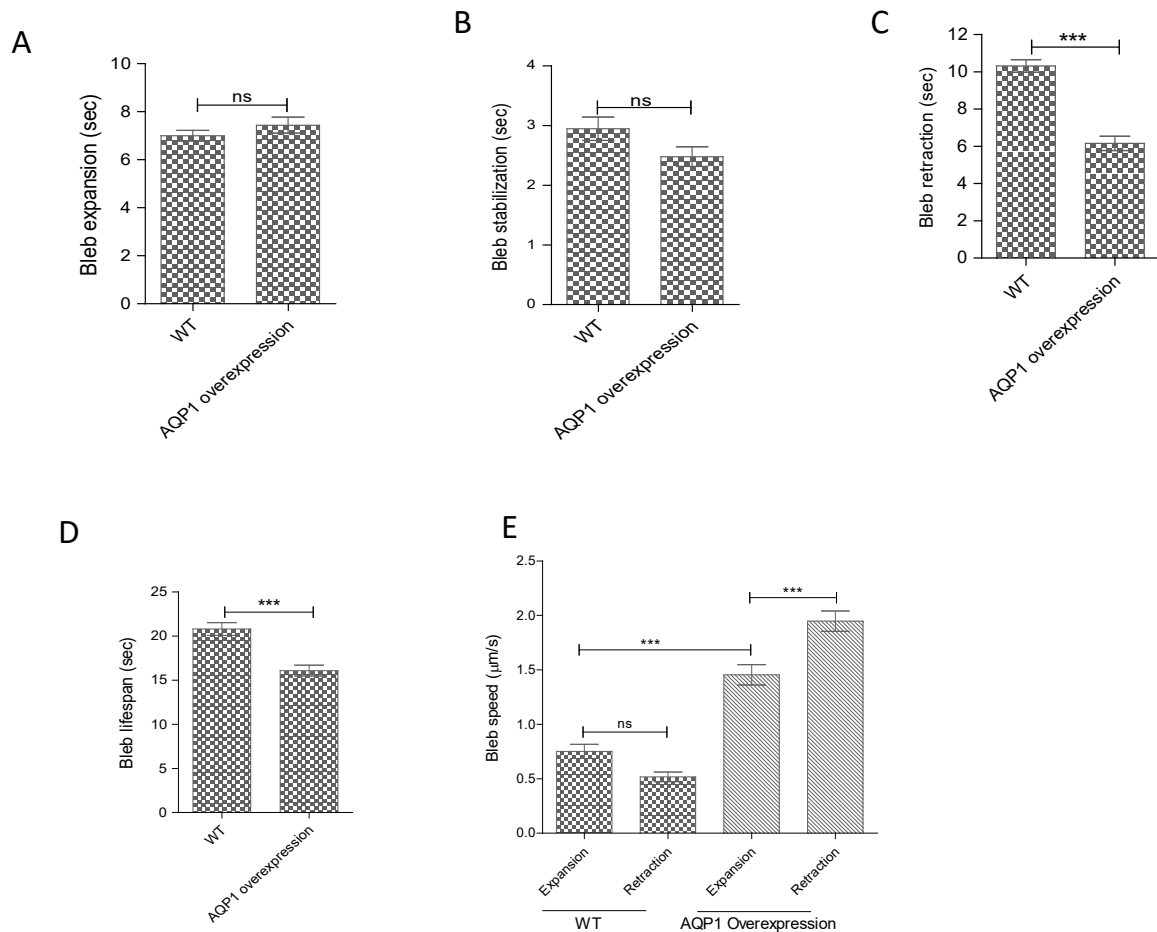 A
Bleb expansion (sec)
10
8
6
4
2
0
ns
WT
AQP1 overexpression
B
Bleb stabilization (sec)
4
3
2
1
0
ns
WT
AQP1 overexpression
C
Bleb retraction (sec)
12
10
8
6
4
2
0
***
WT
AQP1 overexpression
D
Bleb lifespan (sec)
25
20
15
10
5
0
***
WT
AQP1 overexpression
E
Bleb speed (μm/s)
2.5
2.0
1.5
1.0
0.5
0.0
ns
***
***
Expansion
Retraction
Expansion
Retraction
WT
AQP1 Overexpression